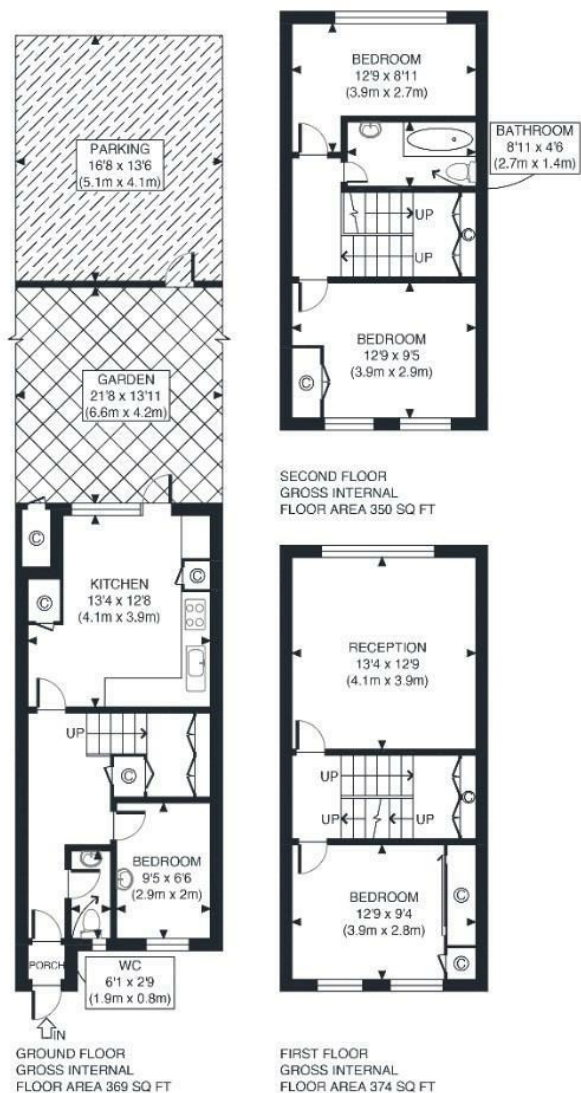 PARKING
16'8 x 13'6
(5.1m x 4.1m)
GARDEN
21'8 x 13'11
(6.6m x 4.2m)
C
C
C
KITCHEN
13'4 x 12'8
(4.1m x 3.9m)
UP
C
BEDROOM
9'5 x 6'6
(2.9m x 2m)
PORCH
WC
6'1 x 2'9
(1.9m x 0.8m)
IN
GROUND FLOOR
GROSS INTERNAL
FLOOR AREA 369 SQ FT
BEDROOM
12'9 x 8'11
(3.9m x 2.7m)
BATHROOM
8'11 x 4'6
(2.7m x 1.4m)
UP
UP
C
BEDROOM
12'9 x 9'5
(3.9m x 2.9m)
C
SECOND FLOOR
GROSS INTERNAL
FLOOR AREA 350 SQ FT
RECEPTION
13'4 x 12'9
(4.1m x 3.9m)
UP
C
UP UP
BEDROOM
12'9 x 9'4
(3.9m x 2.8m)
C
C
FIRST FLOOR
GROSS INTERNAL
FLOOR AREA 374 SQ FT